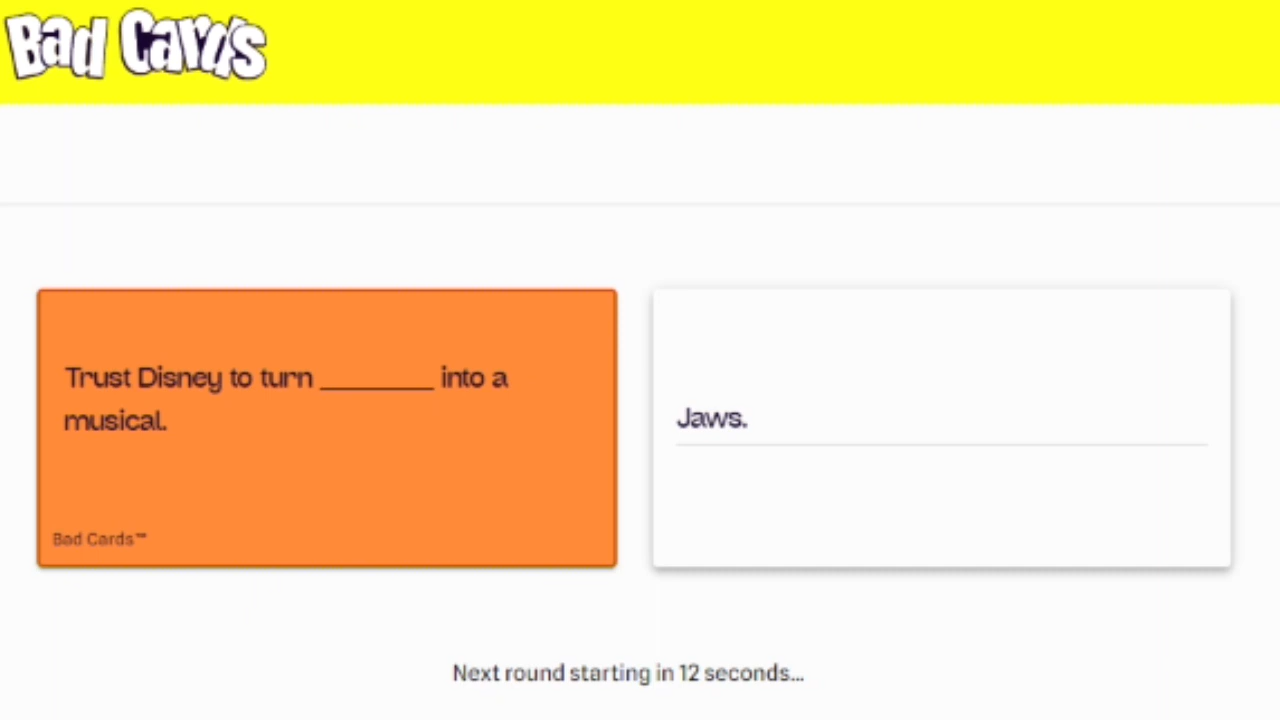 Bad Cards
Trust Disney to turn ________ into a
musical.
Bad Cards™
Jaws.
Next round starting in 12 seconds...